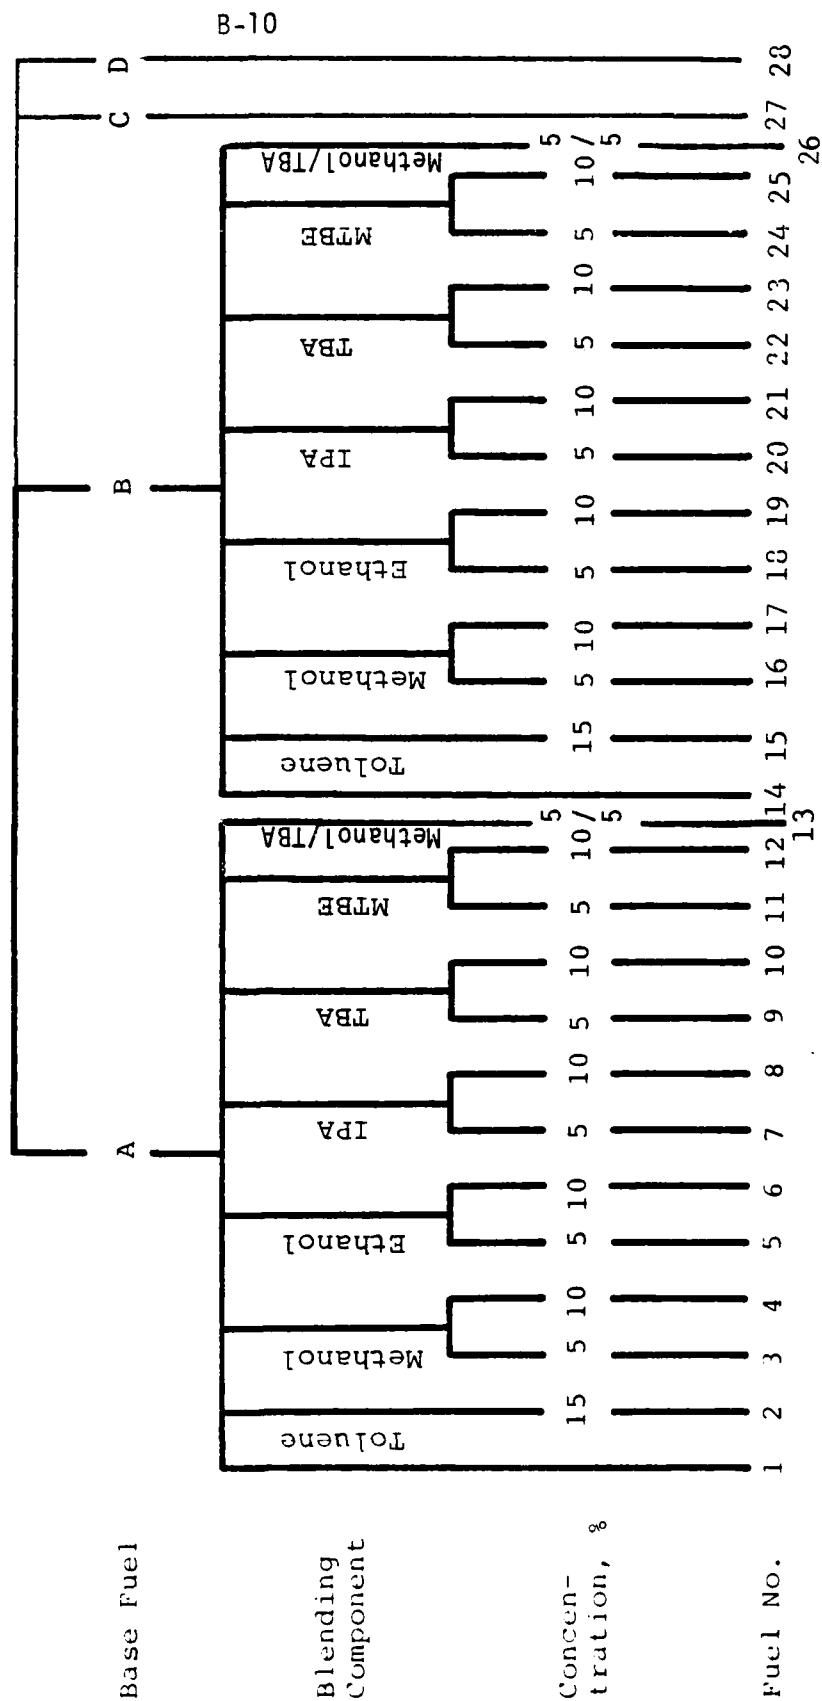 B-10
Base Fuel
A B C D
Blending
Component
Toluene Methanol Ethanol IPA TBA MTBE Methanol/TBA Toluene Methanol Ethanol IPA TBA MTBE Methanol/TBA
Concen-
tration, %
15 5 10 5 10 5 10 5 10 5 10 5/5 15 5 10 5 10 5 10 5 10 5 10 5/5
Fuel No.
1 2 3 4 5 6 7 8 9 10 11 12 13 14 15 16 17 18 19 20 21 22 23 24 25 26 27 28